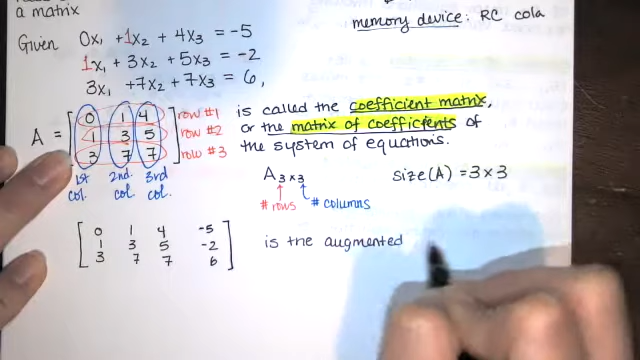 a matrix
memory device: RC cola
Given 0x₁ + 1x₂ + 4x₃ = -5
1x₁ + 3x₂ + 5x₃ = -2
3x₁ + 7x₂ + 7x₃ = 6,
A = [ 0 1 4 ] row #1 is called the coefficient matrix,
1 3 5 row #2 or the matrix of coefficients of
3 7 7 row #3 the system of equations.
1st 2nd 3rd
col. col. col.
A 3 x 3 size(A) = 3 x 3
# rows # columns
[ 0 1 4 -5
1 3 5 -2 is the augmented
3 7 7 6 ]